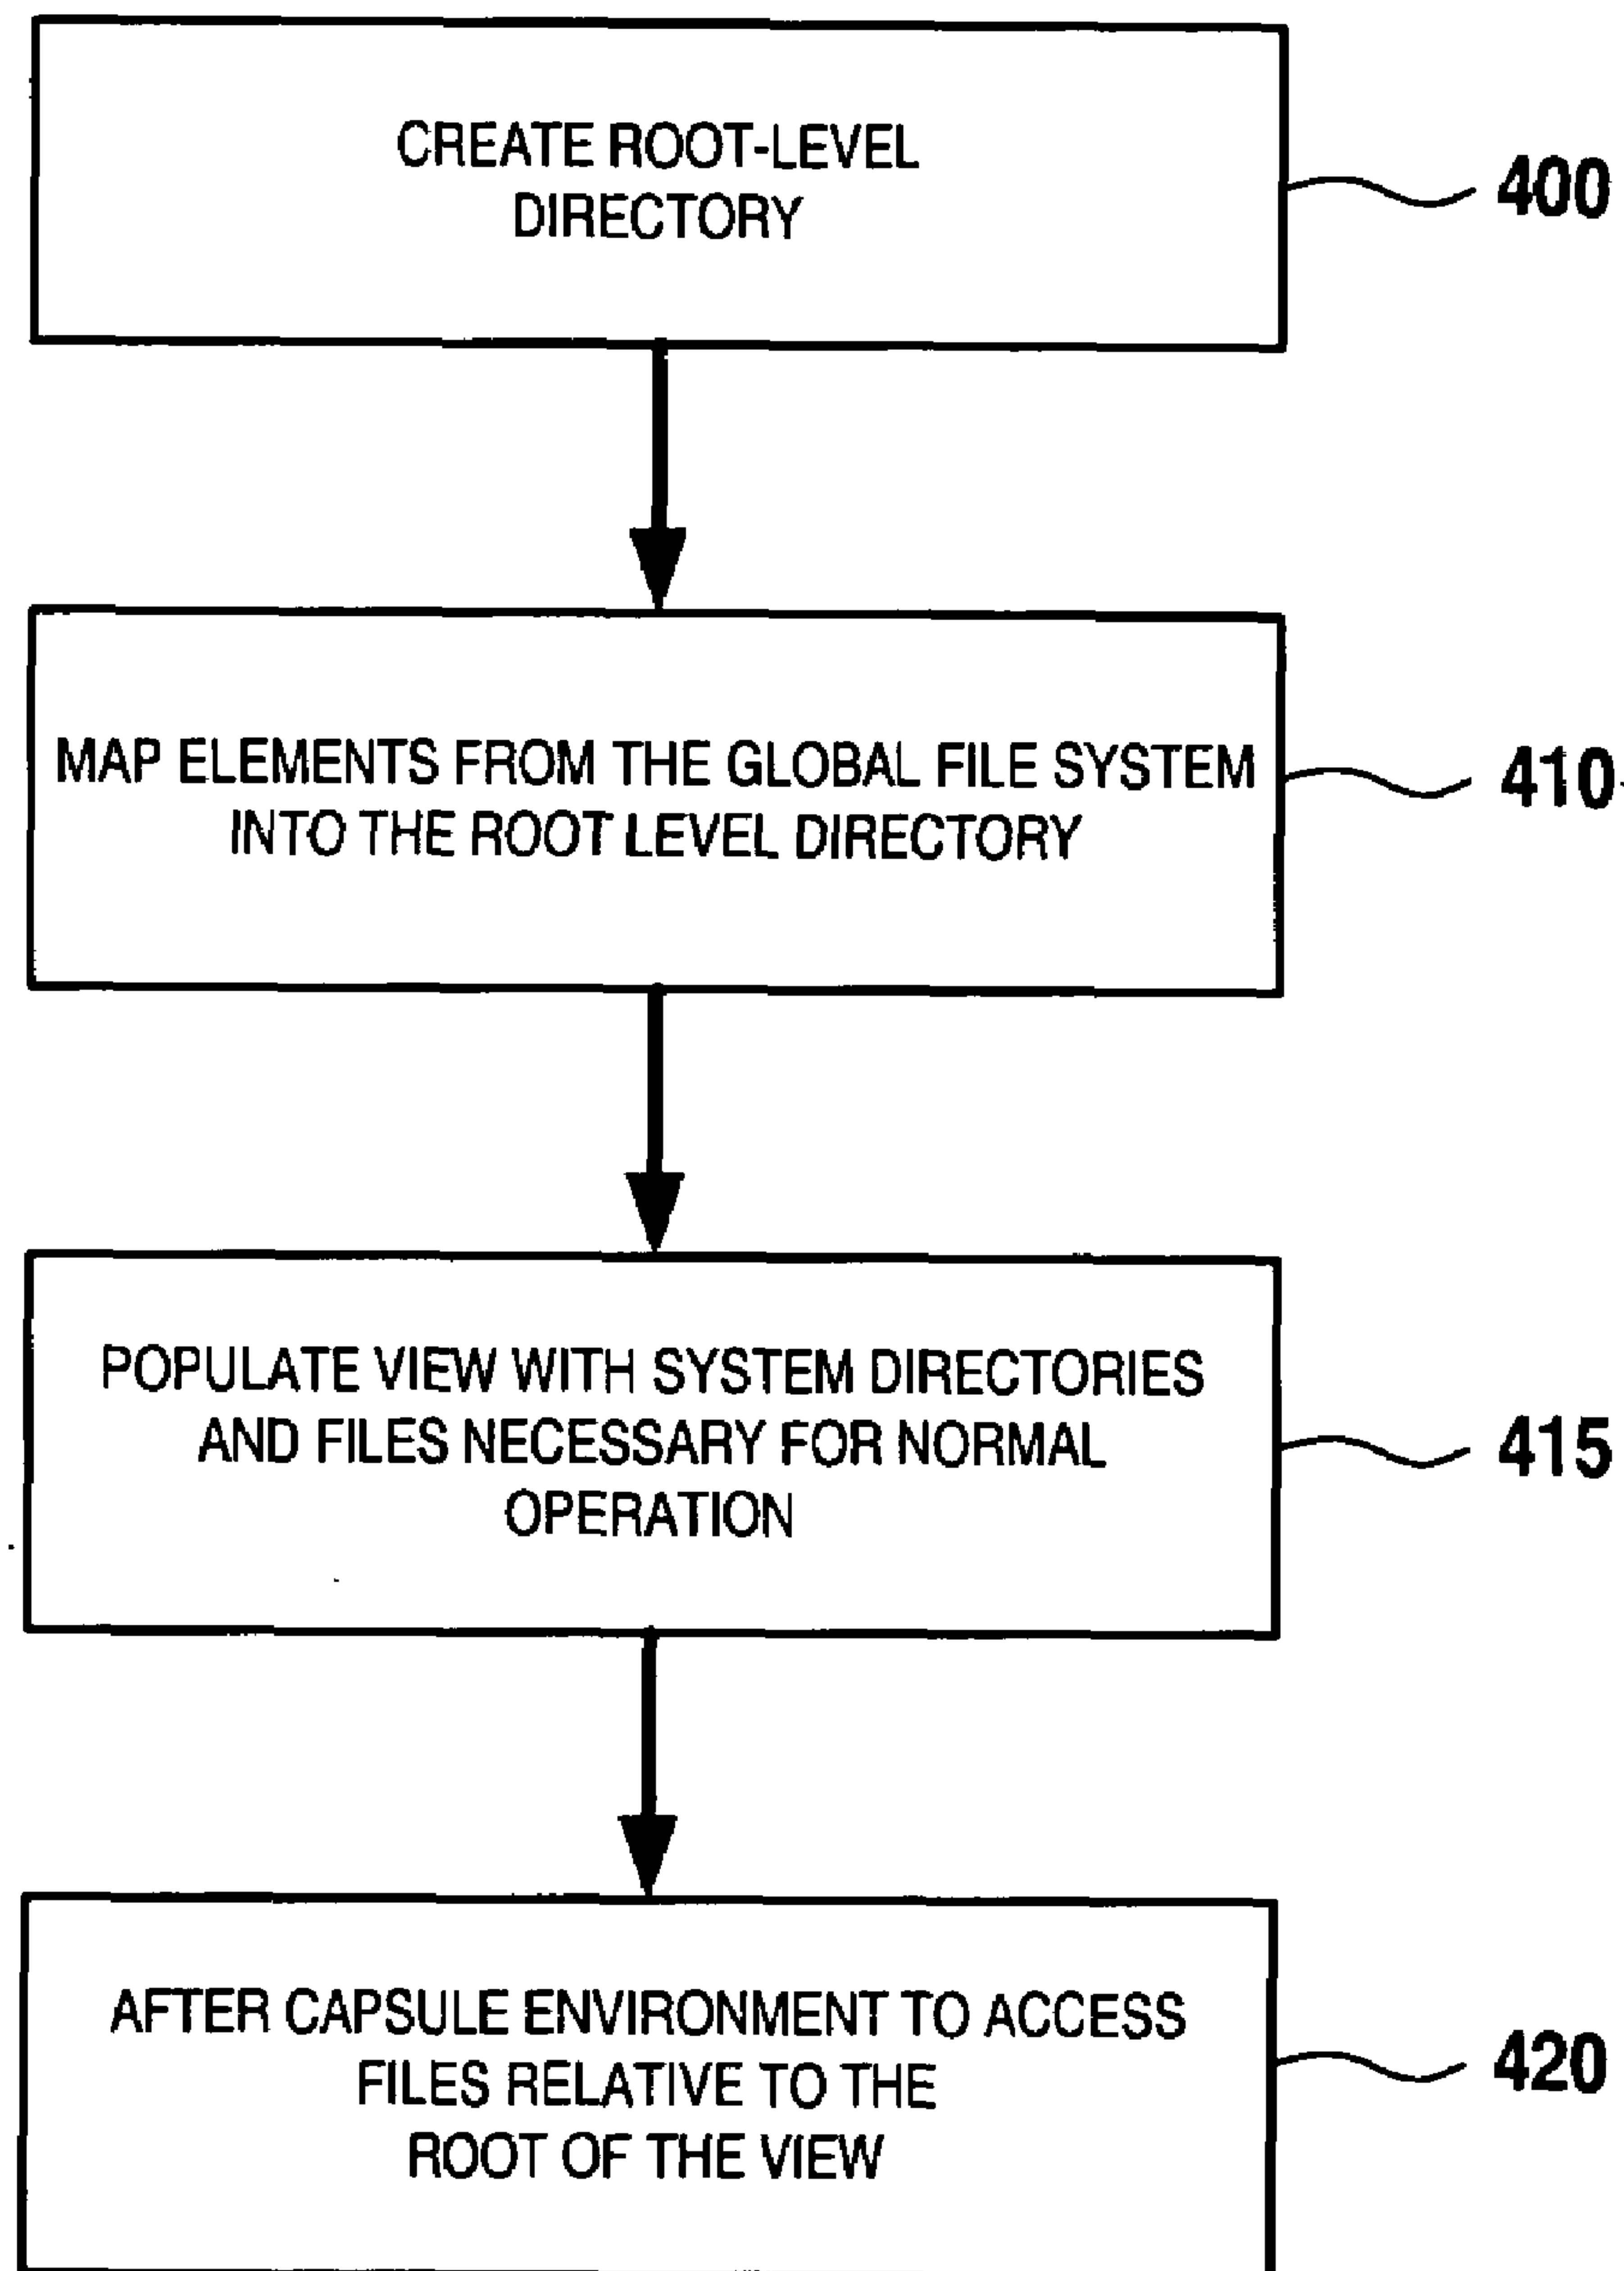 CREATE ROOT-LEVEL
DIRECTORY
400
MAP ELEMENTS FROM THE GLOBAL FILE SYSTEM
INTO THE ROOT LEVEL DIRECTORY
410
POPULATE VIEW WITH SYSTEM DIRECTORIES
AND FILES NECESSARY FOR NORMAL
OPERATION
415
AFTER CAPSULE ENVIRONMENT TO ACCESS
FILES RELATIVE TO THE
ROOT OF THE VIEW
420